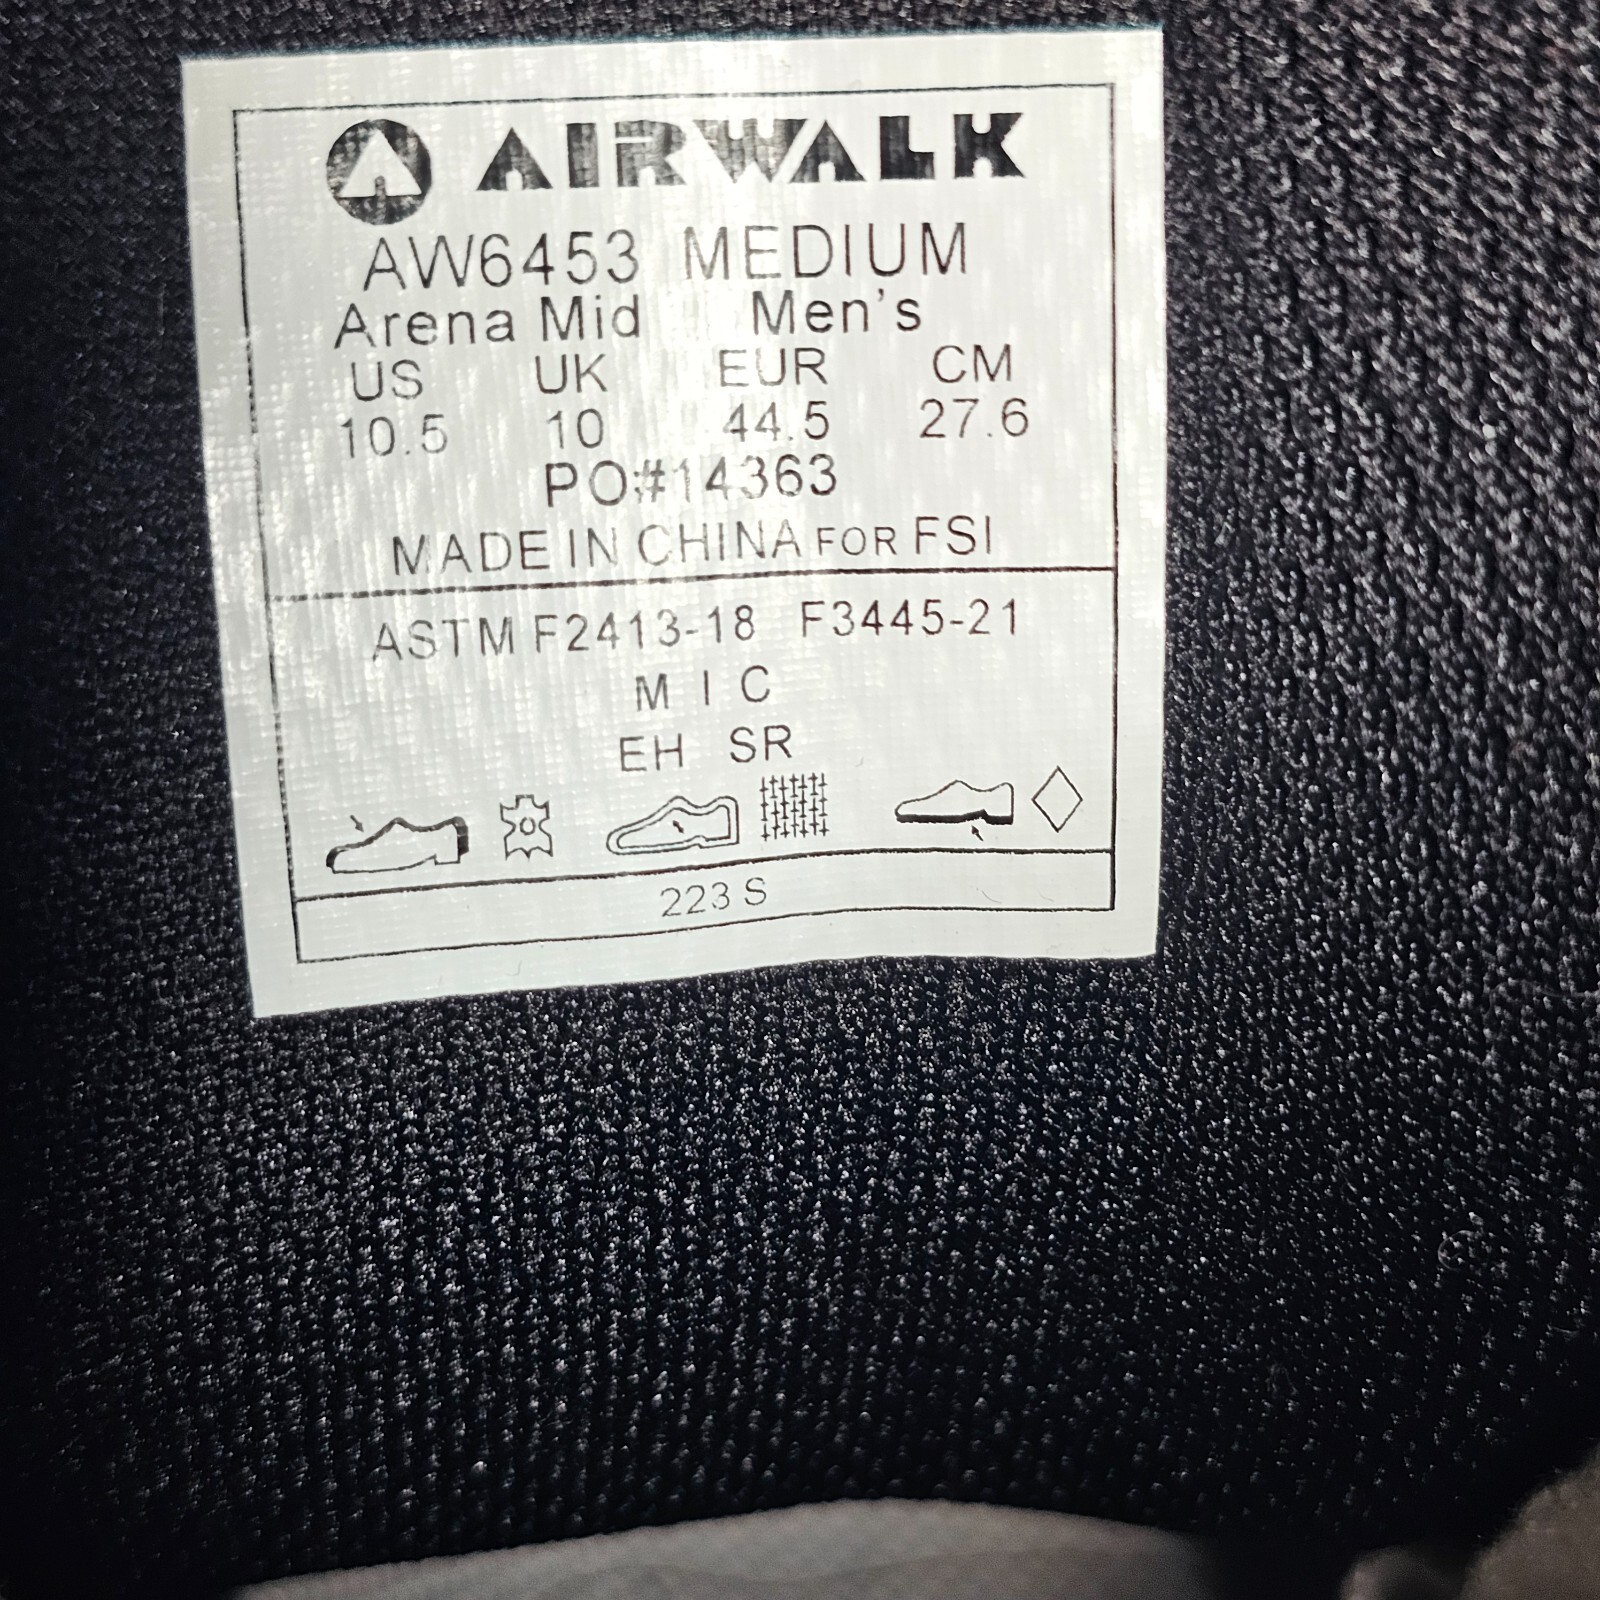 AIRWALK
AW6453 MEDIUM
Arena Mid Men's
US UK EUR CM
10.5 10 44.5 27.6
PO#14363
MADE IN CHINA FOR FSI
ASTM F2413-18 F3445-21
M I C
EH SR
223 S